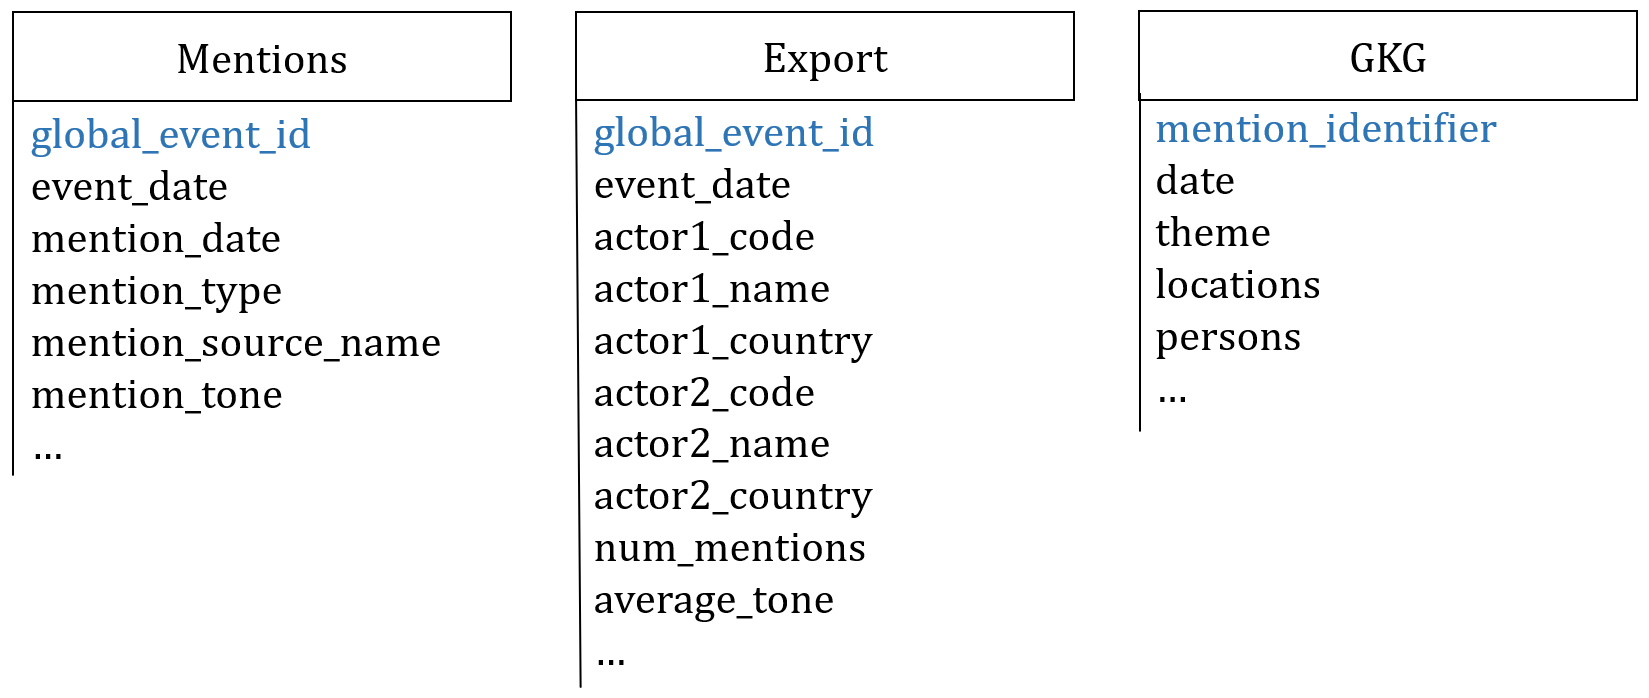 Mentions
global_event_id
event_date
mention_date
mention_type
mention_source_name
mention_tone
...
Export
global_event_id
event_date
actor1_code
actor1_name
actor1_country
actor2_code
actor2_name
actor2_country
num_mentions
average_tone
...
GKG
mention_identifier
date
theme
locations
persons
...